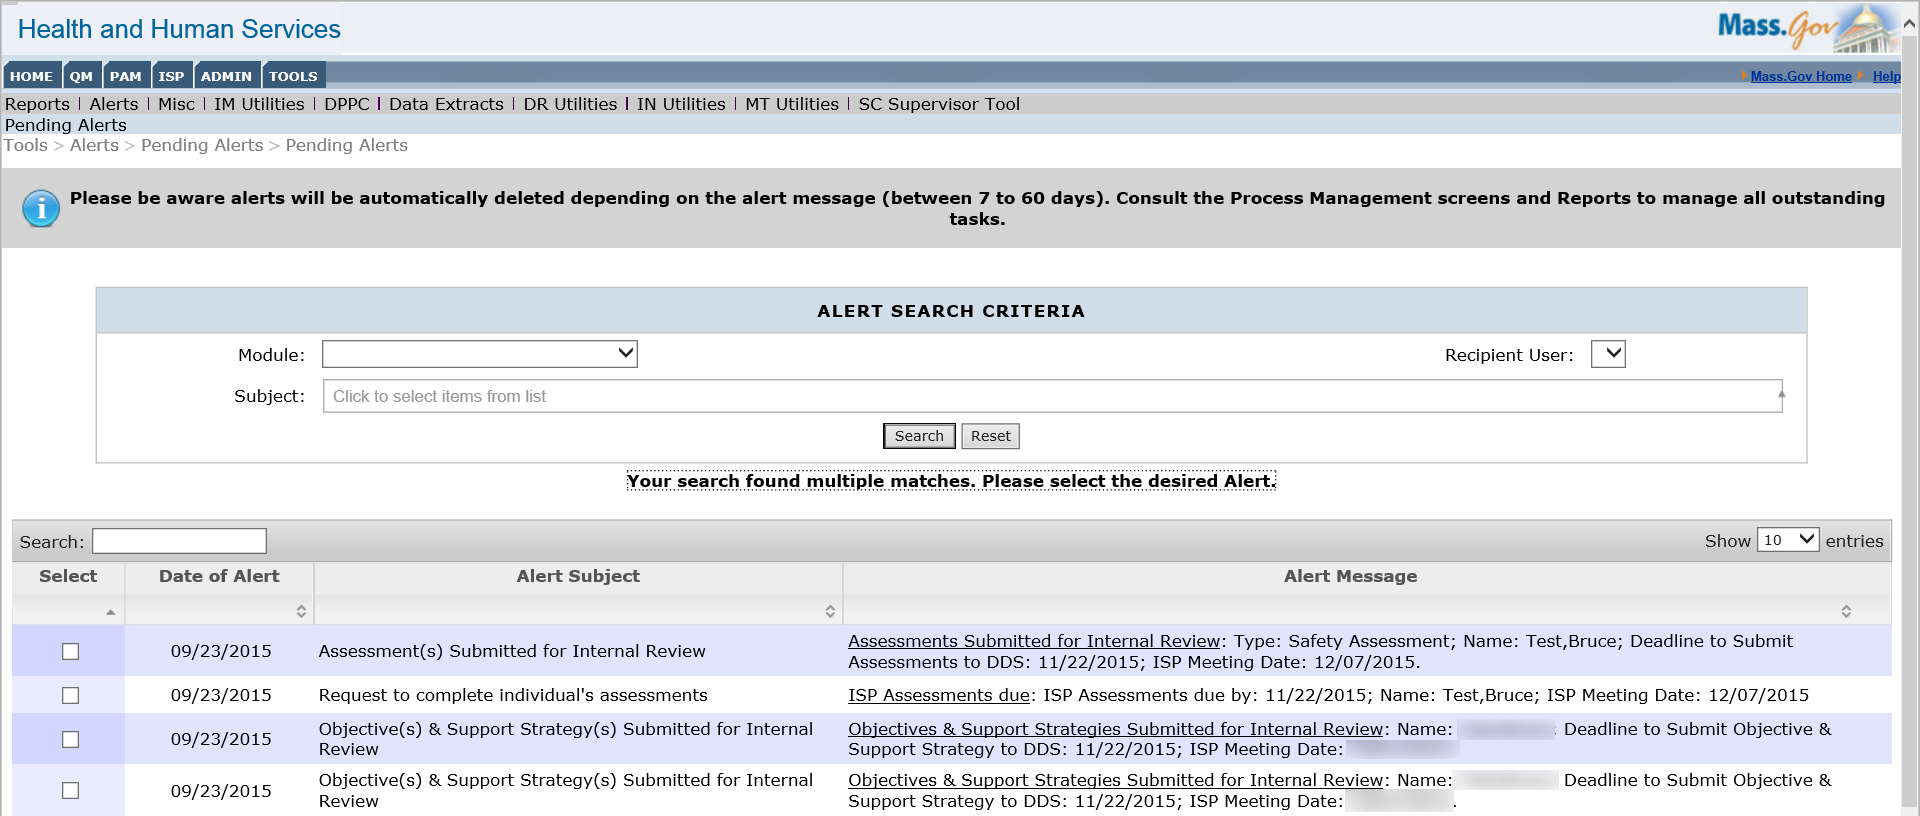 Health and Human Services
Mass.Gov
HOME QM PAM ISP ADMIN TOOLS
Mass.Gov Home Help
Reports | Alerts | Misc | IM Utilities | DPPC | Data Extracts | DR Utilities | IN Utilities | MT Utilities | SC Supervisor Tool
Pending Alerts
Tools > Alerts > Pending Alerts > Pending Alerts
Please be aware alerts will be automatically deleted depending on the alert message (between 7 to 60 days). Consult the Process Management screens and Reports to manage all outstanding
tasks.
ALERT SEARCH CRITERIA
Module: Recipient User:
Subject: Click to select items from list
Search Reset
Your search found multiple matches. Please select the desired Alert.
Search: Show 10 entries
Select Date of Alert Alert Subject Alert Message
09/23/2015 Assessment(s) Submitted for Internal Review
Assessments Submitted for Internal Review: Type: Safety Assessment; Name: Test,Bruce; Deadline to Submit
Assessments to DDS: 11/22/2015; ISP Meeting Date: 12/07/2015.
09/23/2015 Request to complete individual's assessments ISP Assessments due: ISP Assessments due by: 11/22/2015; Name: Test,Bruce; ISP Meeting Date: 12/07/2015
09/23/2015
Objective(s) & Support Strategy(s) Submitted for Internal
Review
Objectives & Support Strategies Submitted for Internal Review: Name: Deadline to Submit Objective &
Support Strategy to DDS: 11/22/2015; ISP Meeting Date:
09/23/2015
Objective(s) & Support Strategy(s) Submitted for Internal
Review
Objectives & Support Strategies Submitted for Internal Review: Name: Deadline to Submit Objective &
Support Strategy to DDS: 11/22/2015; ISP Meeting Date: .